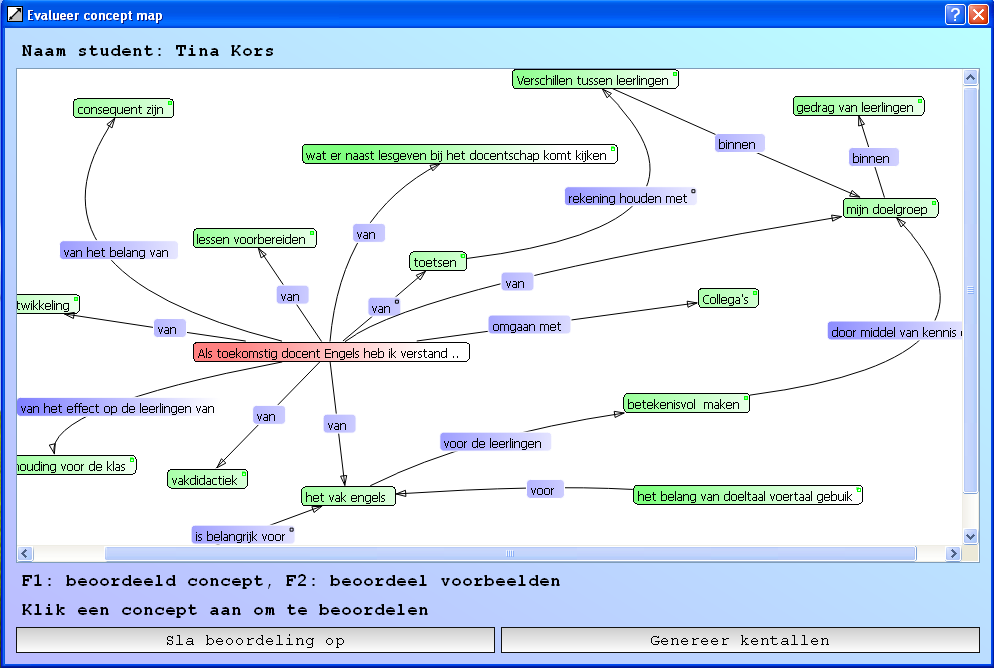 Evalueer concept map
Naam student: Tina Kors
Verschillen tussen leerlingen
consequent zijn
gedrag van leerlingen
binnen
wat er naast lesgeven bij het docentschap komt kijken
binnen
rekening houden met
mijn doelgroep
van
lessen voorbereiden
van het belang van
toetsen
van
van
Collega's
twikkeling
van
van
omgaan met
door middel van kennis
Als toekomstig docent Engels heb ik verstand ..
van het effect op de leerlingen van
betekenisvol maken
van
van
voor de leerlingen
houding voor de klas
vakdidactiek
voor
het vak engels
het belang van doeltaal voertaal gebuik
is belangrijk voor
F1: beoordeeld concept, F2: beoordeel voorbeelden
Klik een concept aan om te beoordelen
Sla beoordeling op
Genereer kentallen